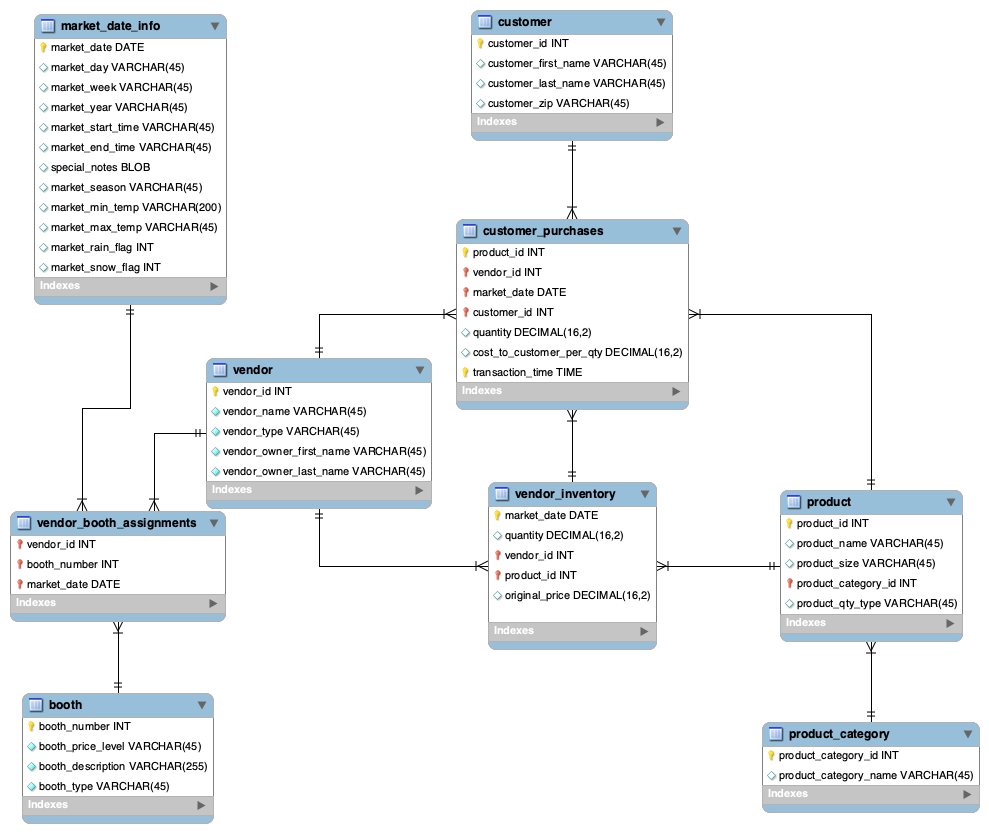 market_date_info
market_date DATE
market_day VARCHAR(45)
market_week VARCHAR(45)
market_year VARCHAR(45)
market_start_time VARCHAR(45)
market_end_time VARCHAR(45)
special_notes BLOB
market_season VARCHAR(45)
market_min_temp VARCHAR(200)
market_max_temp VARCHAR(45)
market_rain_flag INT
market_snow_flag INT
Indexes
customer
customer_id INT
customer_first_name VARCHAR(45)
customer_last_name VARCHAR(45)
customer_zip VARCHAR(45)
Indexes
customer_purchases
product_id INT
vendor_id INT
market_date DATE
customer_id INT
quantity DECIMAL(16,2)
cost_to_customer_per_qty DECIMAL(16,2)
transaction_time TIME
Indexes
vendor
vendor_id INT
vendor_name VARCHAR(45)
vendor_type VARCHAR(45)
vendor_owner_first_name VARCHAR(45)
vendor_owner_last_name VARCHAR(45)
Indexes
vendor_inventory
market_date DATE
quantity DECIMAL(16,2)
vendor_id INT
product_id INT
original_price DECIMAL(16,2)
Indexes
product
product_id INT
product_name VARCHAR(45)
product_size VARCHAR(45)
product_category_id INT
product_qty_type VARCHAR(45)
Indexes
vendor_booth_assignments
vendor_id INT
booth_number INT
market_date DATE
Indexes
booth
booth_number INT
booth_price_level VARCHAR(45)
booth_description VARCHAR(255)
booth_type VARCHAR(45)
Indexes
product_category
product_category_id INT
product_category_name VARCHAR(45)
Indexes